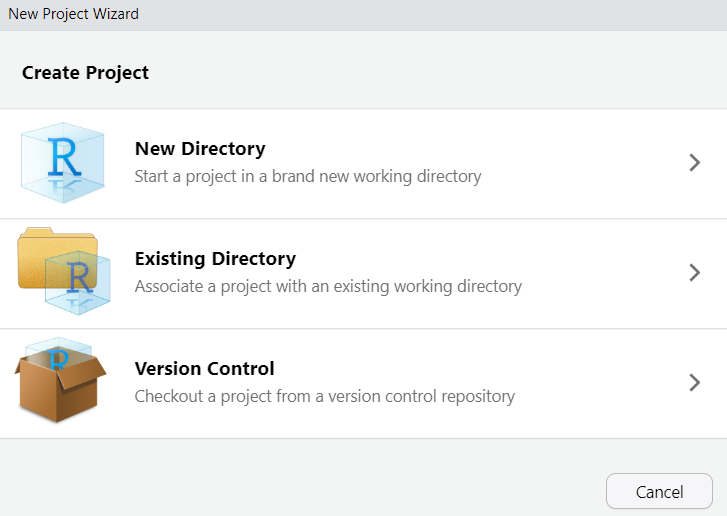 New Project Wizard
Create Project
R
New Directory
Start a project in a brand new working directory
R
Existing Directory
Associate a project with an existing working directory
R
Version Control
Checkout a project from a version control repository
Cancel